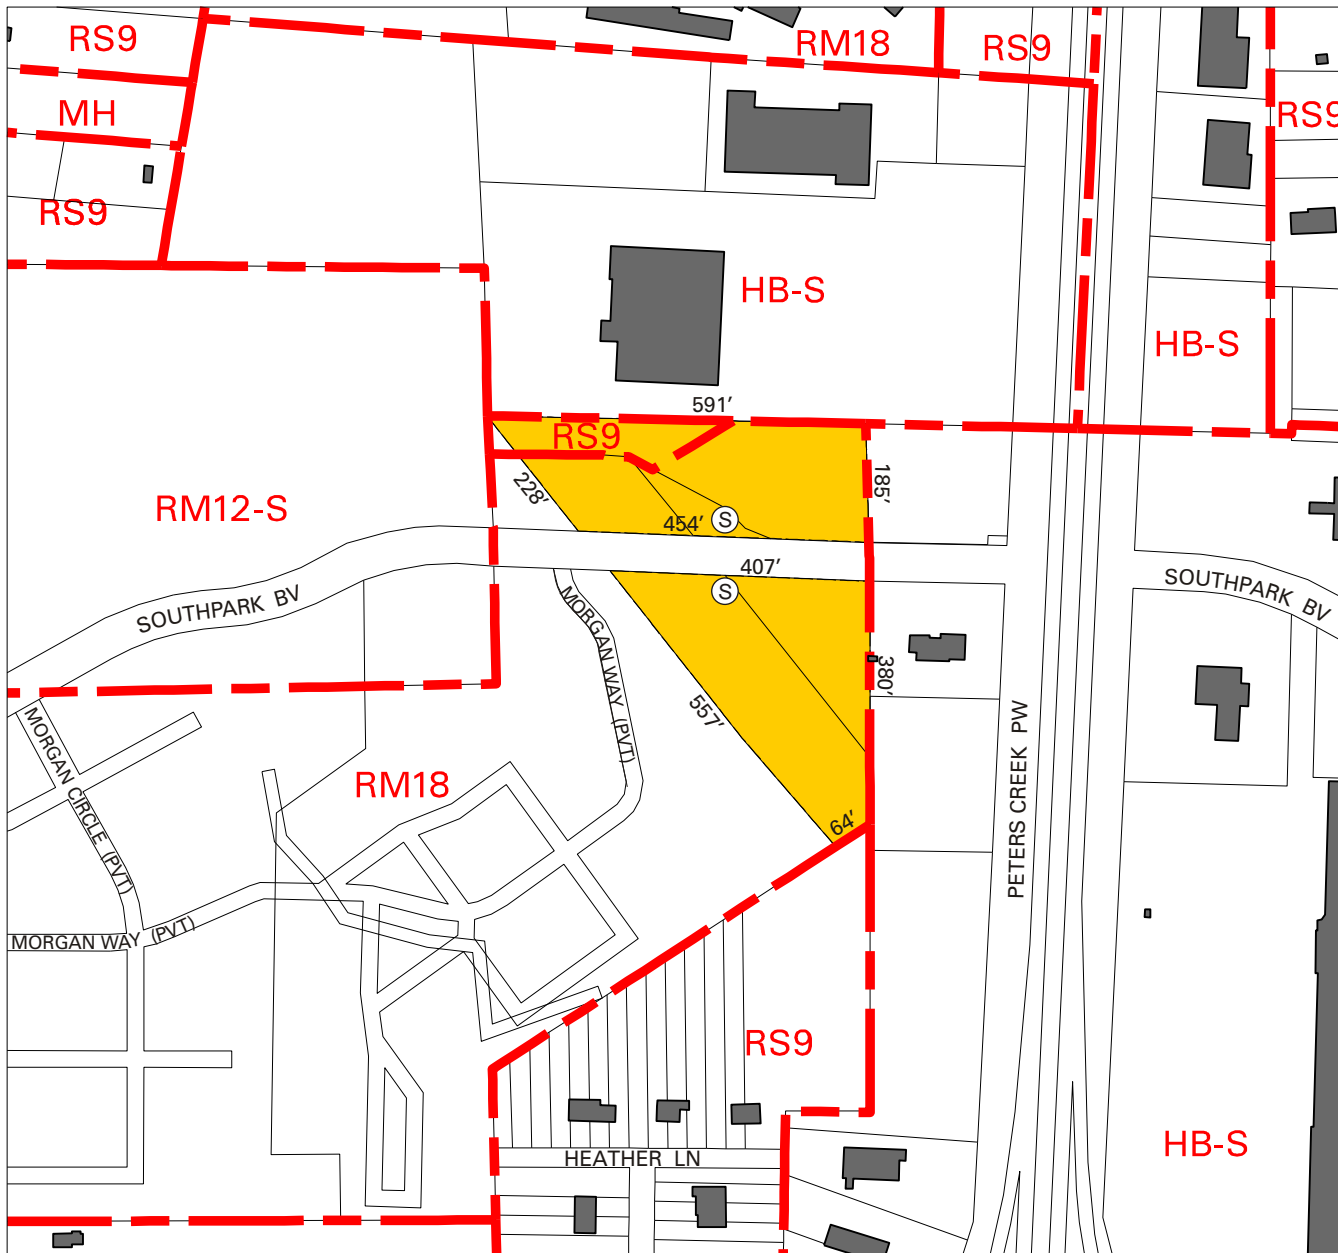 RS9
RM18
RS9
MH
RS9
RS9
HB-S
HB-S
591'
RS9
228'
185'
RM12-S
454'
S
407'
SOUTHPARK BV
S
SOUTHPARK BV
MORGAN WAY (PVT)
380'
557'
MORGAN CIRCLE (PVT)
RM18
PETERS CREEK PW
64'
MORGAN WAY (PVT)
RS9
HB-S
HEATHER LN